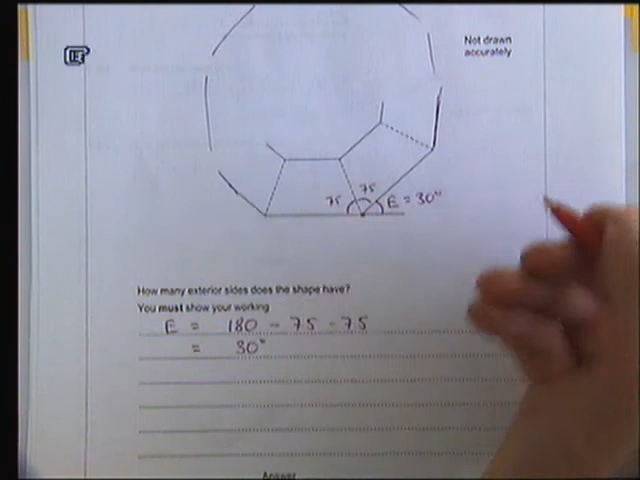 Not drawn
accurately
75
75
E = 30°
How many exterior sides does the shape have?
You must show your working
E = 180 - 75 - 75
= 30°
Answer